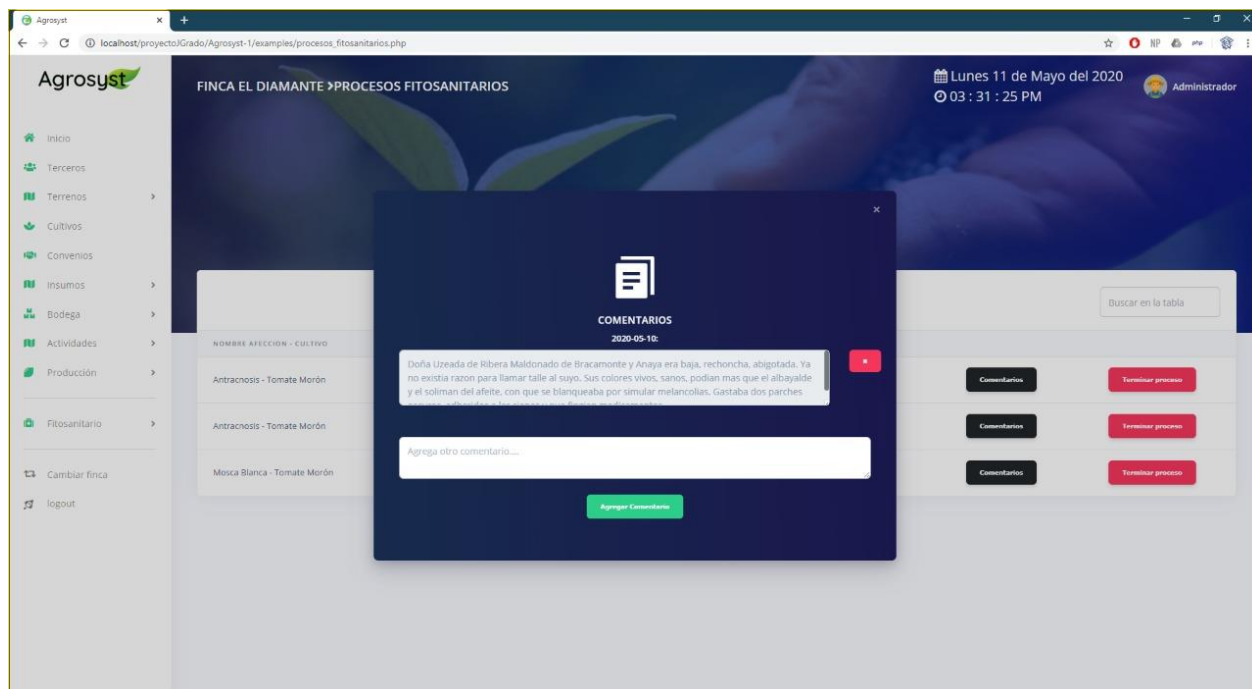 Agrosyst
localhost/proyectoJGrado/Agrosyst-1/examples/procesos_fitosanitarios.php
NP
php
Agrosyst
FINCA EL DIAMANTE >PROCESOS FITOSANITARIOS
Lunes 11 de Mayo del 2020
03 : 31 : 25 PM
Administrador
Inicio
Terceros
Terrenos
Cultivos
Convenios
Insumos
Bodega
Actividades
Producción
Fitosanitario
Cambiar finca
logout
Buscar en la tabla
NOMBRE AFECCION - CULTIVO
Antracnosis - Tomate Morón
Comentarios
Terminar proceso
Antracnosis - Tomate Morón
Comentarios
Terminar proceso
Mosca Blanca - Tomate Morón
Comentarios
Terminar proceso
COMENTARIOS
2020-05-10:
Doña Uzeada de Ribera Maldonado de Bracamonte y Anaya era baja, rechoncha, abigotada. Ya
no existia razon para llamar talle al suyo. Sus colores vivos, sanos, podian mas que el albayalde
y el soliman del afeite, con que se blanqueaba por simular melancolias. Gastaba dos parches
Agrega otro comentario....
Agregar Comentario